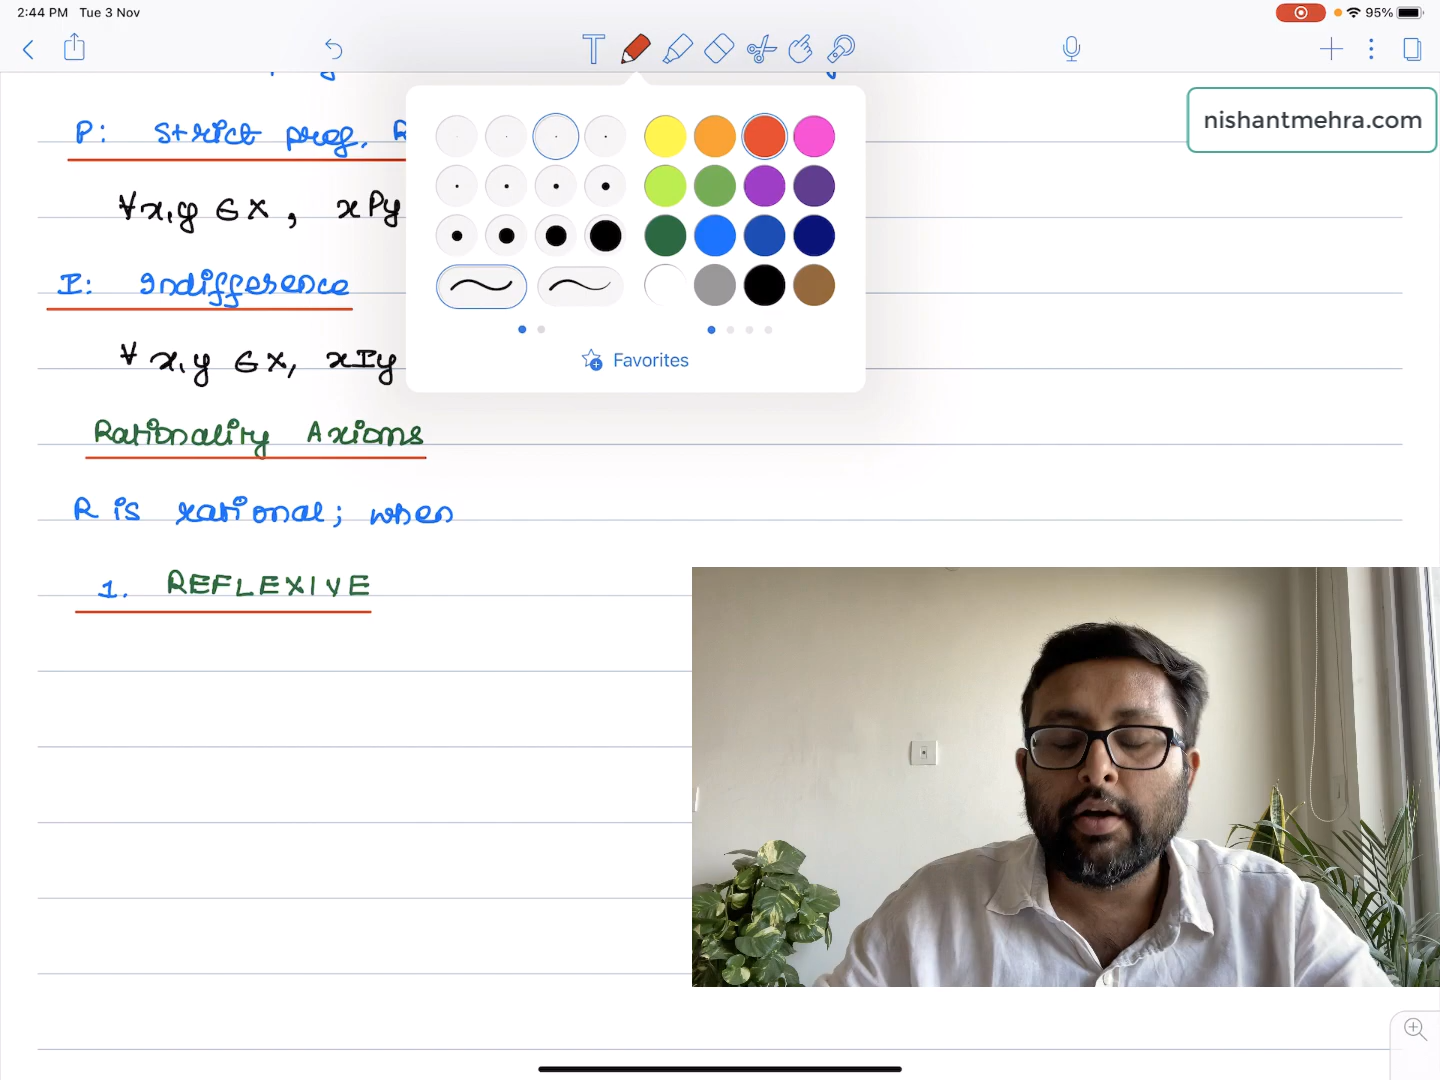 2:44 PM Tue 3 Nov
95%
nishantmehra.com
P: Strict pref.
∀x,y ∈ X, xPy
I: Indifference
∀ x,y ∈ X, xIy
Favorites
Rationality Axioms
R is rational; when
1. REFLEXIVE